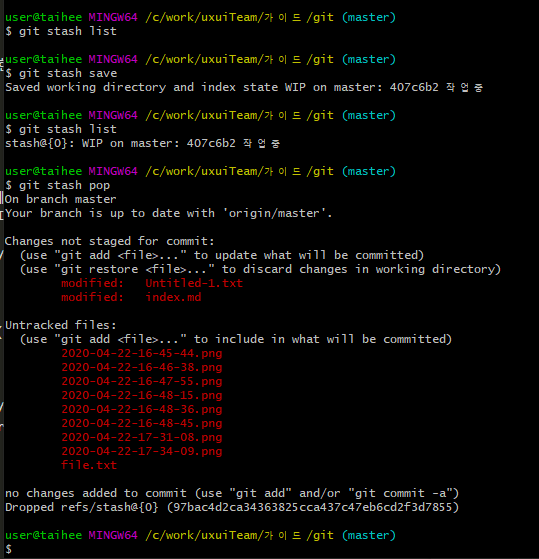 user@taihee MINGW64 /c/work/uxuiTeam/가이드/git (master)
$ git stash list
user@taihee MINGW64 /c/work/uxuiTeam/가이드/git (master)
$ git stash save
Saved working directory and index state WIP on master: 407c6b2 작업중
user@taihee MINGW64 /c/work/uxuiTeam/가이드/git (master)
$ git stash list
stash@{0}: WIP on master: 407c6b2 작업중
user@taihee MINGW64 /c/work/uxuiTeam/가이드/git (master)
$ git stash pop
On branch master
Your branch is up to date with 'origin/master'.
Changes not staged for commit:
  (use "git add <file>..." to update what will be committed)
  (use "git restore <file>..." to discard changes in working directory)
        modified:   Untitled-1.txt
        modified:   index.md
Untracked files:
  (use "git add <file>..." to include in what will be committed)
        2020-04-22-16-45-44.png
        2020-04-22-16-46-38.png
        2020-04-22-16-47-55.png
        2020-04-22-16-48-15.png
        2020-04-22-16-48-36.png
        2020-04-22-16-48-45.png
        2020-04-22-17-31-08.png
        2020-04-22-17-34-09.png
        file.txt
no changes added to commit (use "git add" and/or "git commit -a")
Dropped refs/stash@{0} (97bac4d2ca34363825cca437c47eb6cd2f3d7855)
user@taihee MINGW64 /c/work/uxuiTeam/가이드/git (master)
$